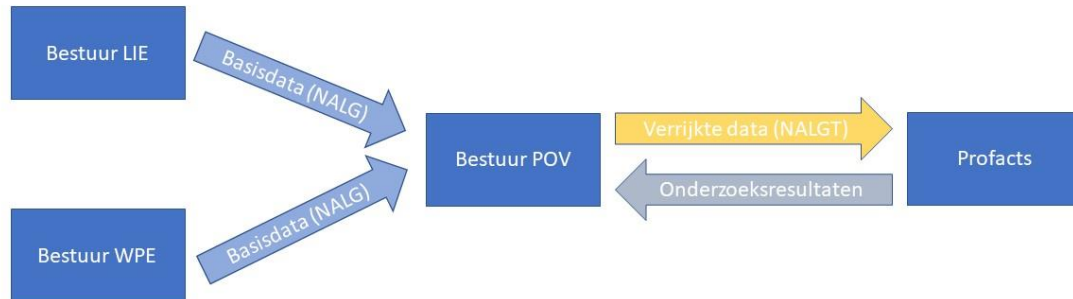 Bestuur LIE
Basisdata (NALG)
Bestuur POV
Verrijkte data (NALGT)
Onderzoeksresultaten
Profacts
Bestuur WPE
Basisdata (NALG)